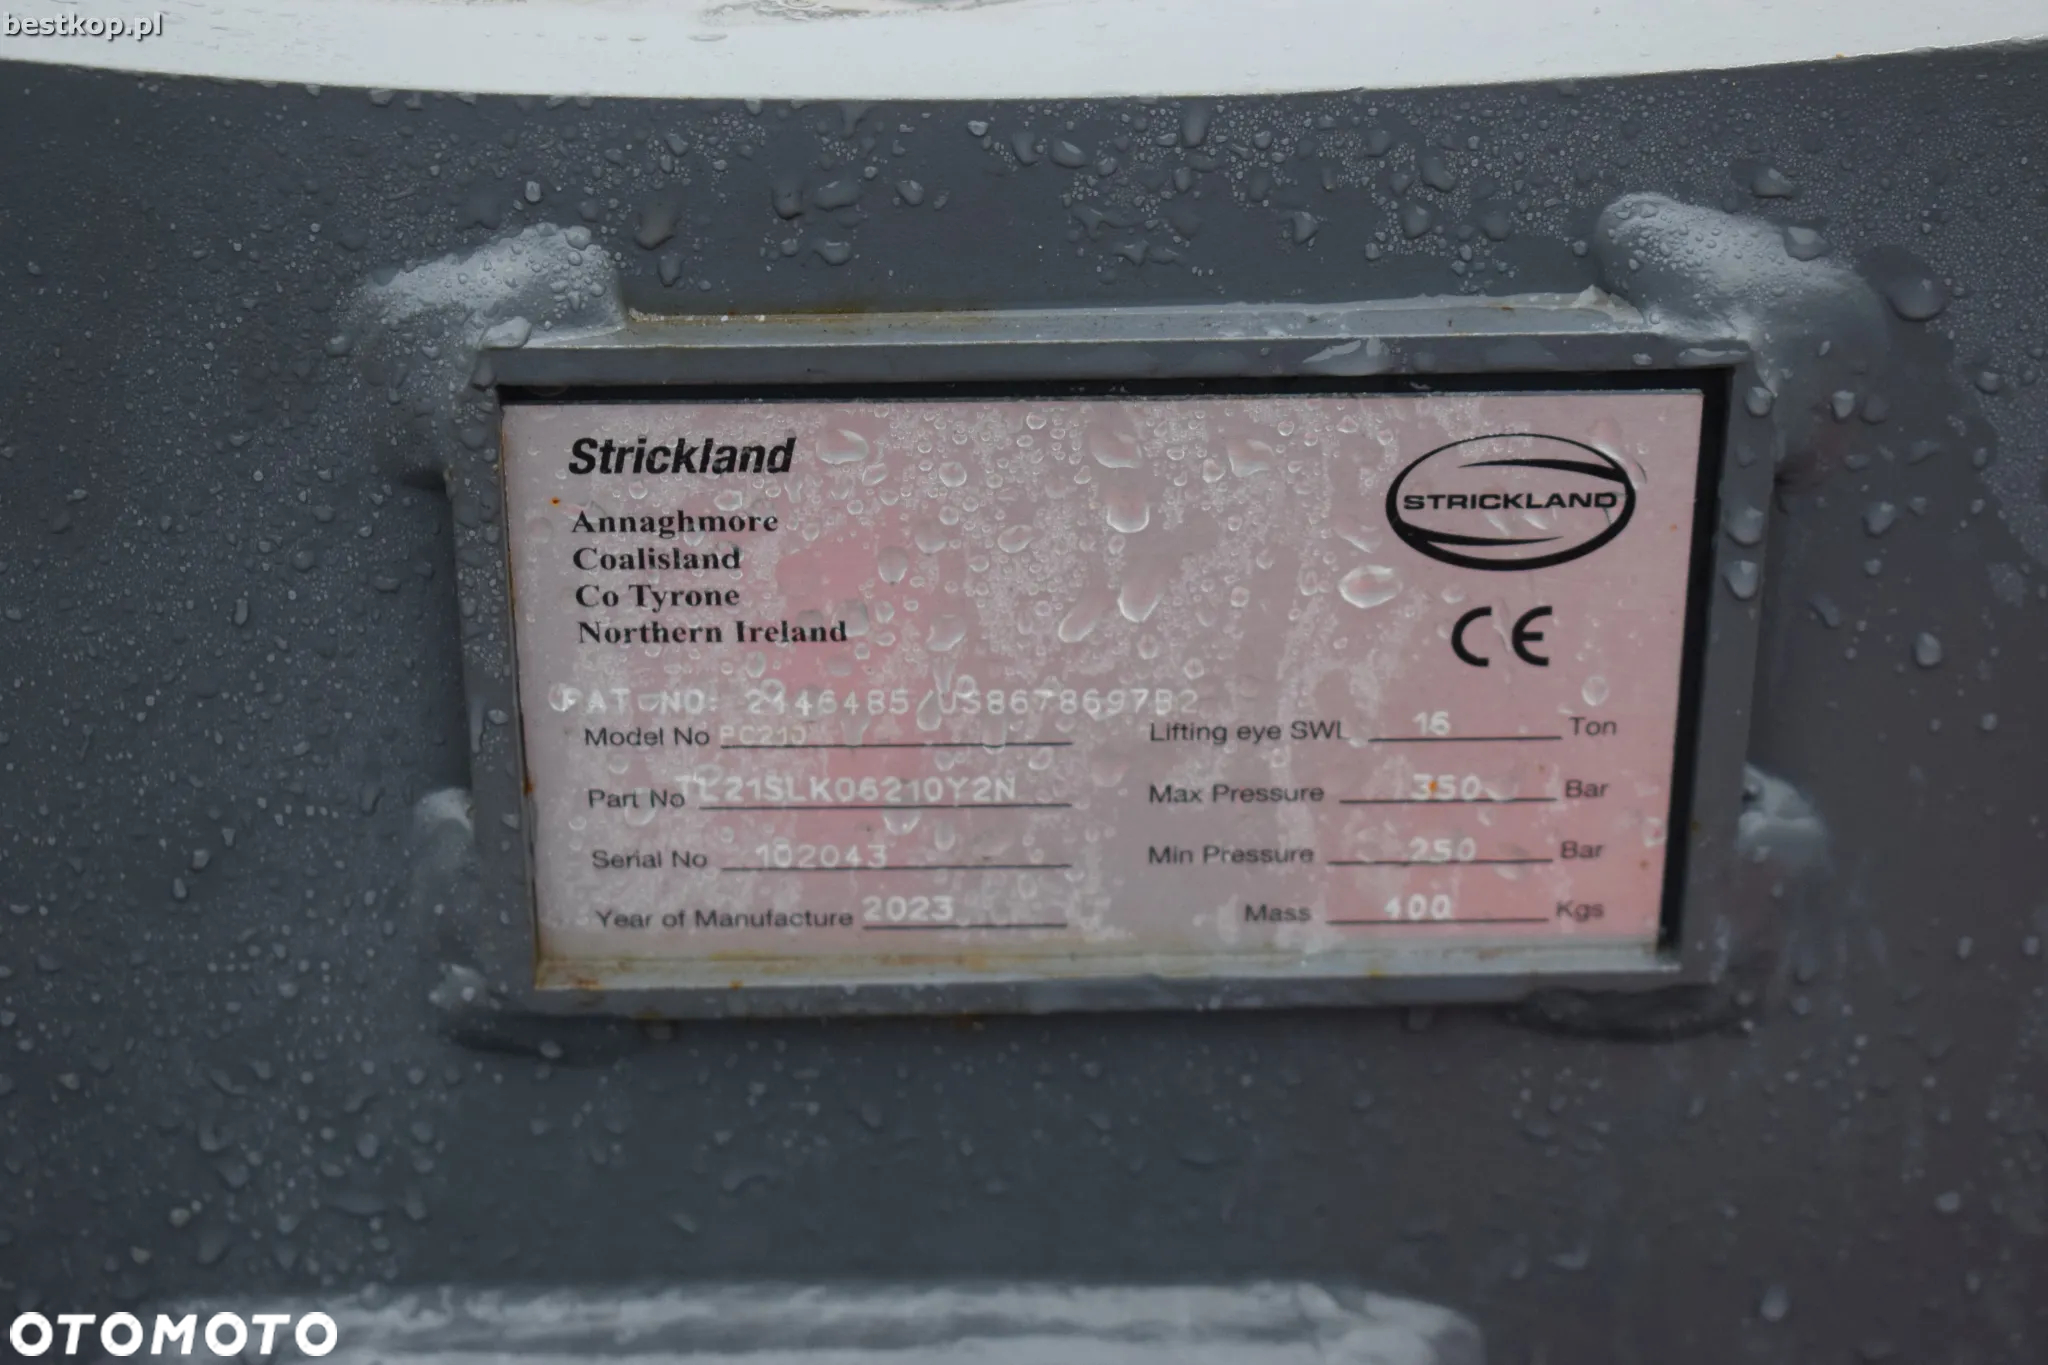 bestkop.pl
Strickland
Annaghmore
Coalisland
Co Tyrone
Northern Ireland
STRICKLAND
CE
PAT NO: 2446485/US8678697B2
Model No PC210
Part No TL21SLK06210Y2N
Serial No 102043
Year of Manufacture 2023
Lifting eye SWL 16 Ton
Max Pressure 350 Bar
Min Pressure 250 Bar
Mass 400 Kgs
OTOMOTO